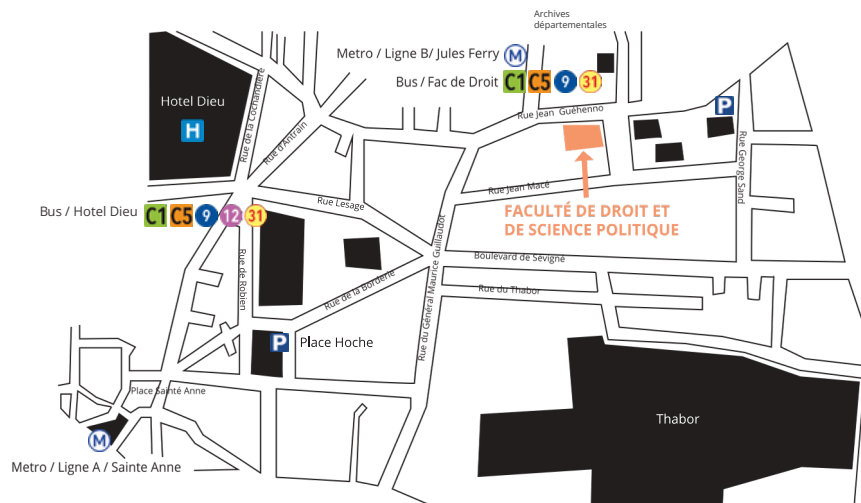 Archives
départementales
Metro / Ligne B/ Jules Ferry M
Bus / Fac de Droit C1 C5 9 31
Hotel Dieu
H
P
Rue de la Cochardière
Rue d'Antrain
Rue Jean Guéhenno
Rue George Sand
Rue Jean Macé
Rue Lesage
FACULTÉ DE DROIT ET
DE SCIENCE POLITIQUE
Bus / Hotel Dieu C1 C5 9 12 31
Rue du Général Maurice Guillaudot
Boulevard de Sevigné
Rue de Robien
Rue de la Borderie
Rue du Thabor
P Place Hoche
Place Sainté Anne
Thabor
M
Metro / Ligne A / Sainte Anne